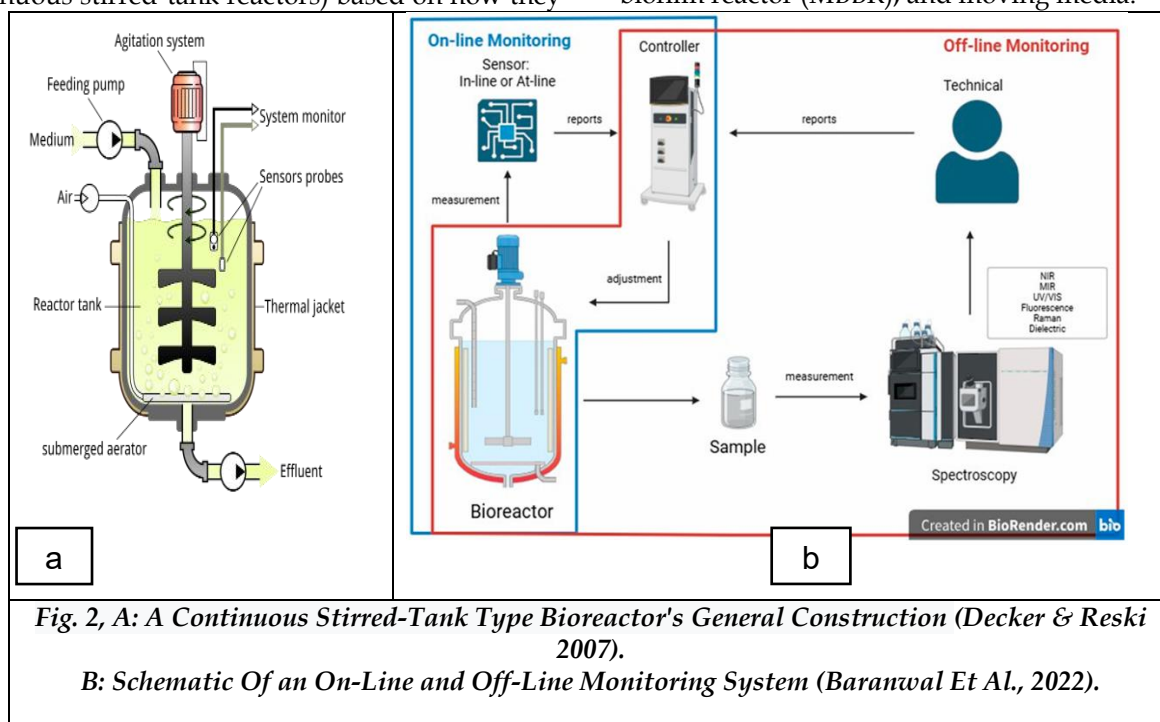 nuous stirred-tank reactors) based on how they
biofilm reactor (MBBR), and moving media.
Agitation system
Feeding pump
Medium
System monitor
Air
Sensors probes
Reactor tank
Thermal jacket
submerged aerator
Effluent
a
On-line Monitoring
Sensor:
In-line or At-line
reports
Controller
Off-line Monitoring
Technical
reports
measurement
adjustment
NIR
MIR
UV/VIS
Fluorescence
Raman
Dielectric
measurement
Sample
Spectroscopy
Bioreactor
Created in BioRender.com bio
b
Fig. 2, A: A Continuous Stirred-Tank Type Bioreactor's General Construction (Decker & Reski
2007).
B: Schematic Of an On-Line and Off-Line Monitoring System (Baranwal Et Al., 2022).